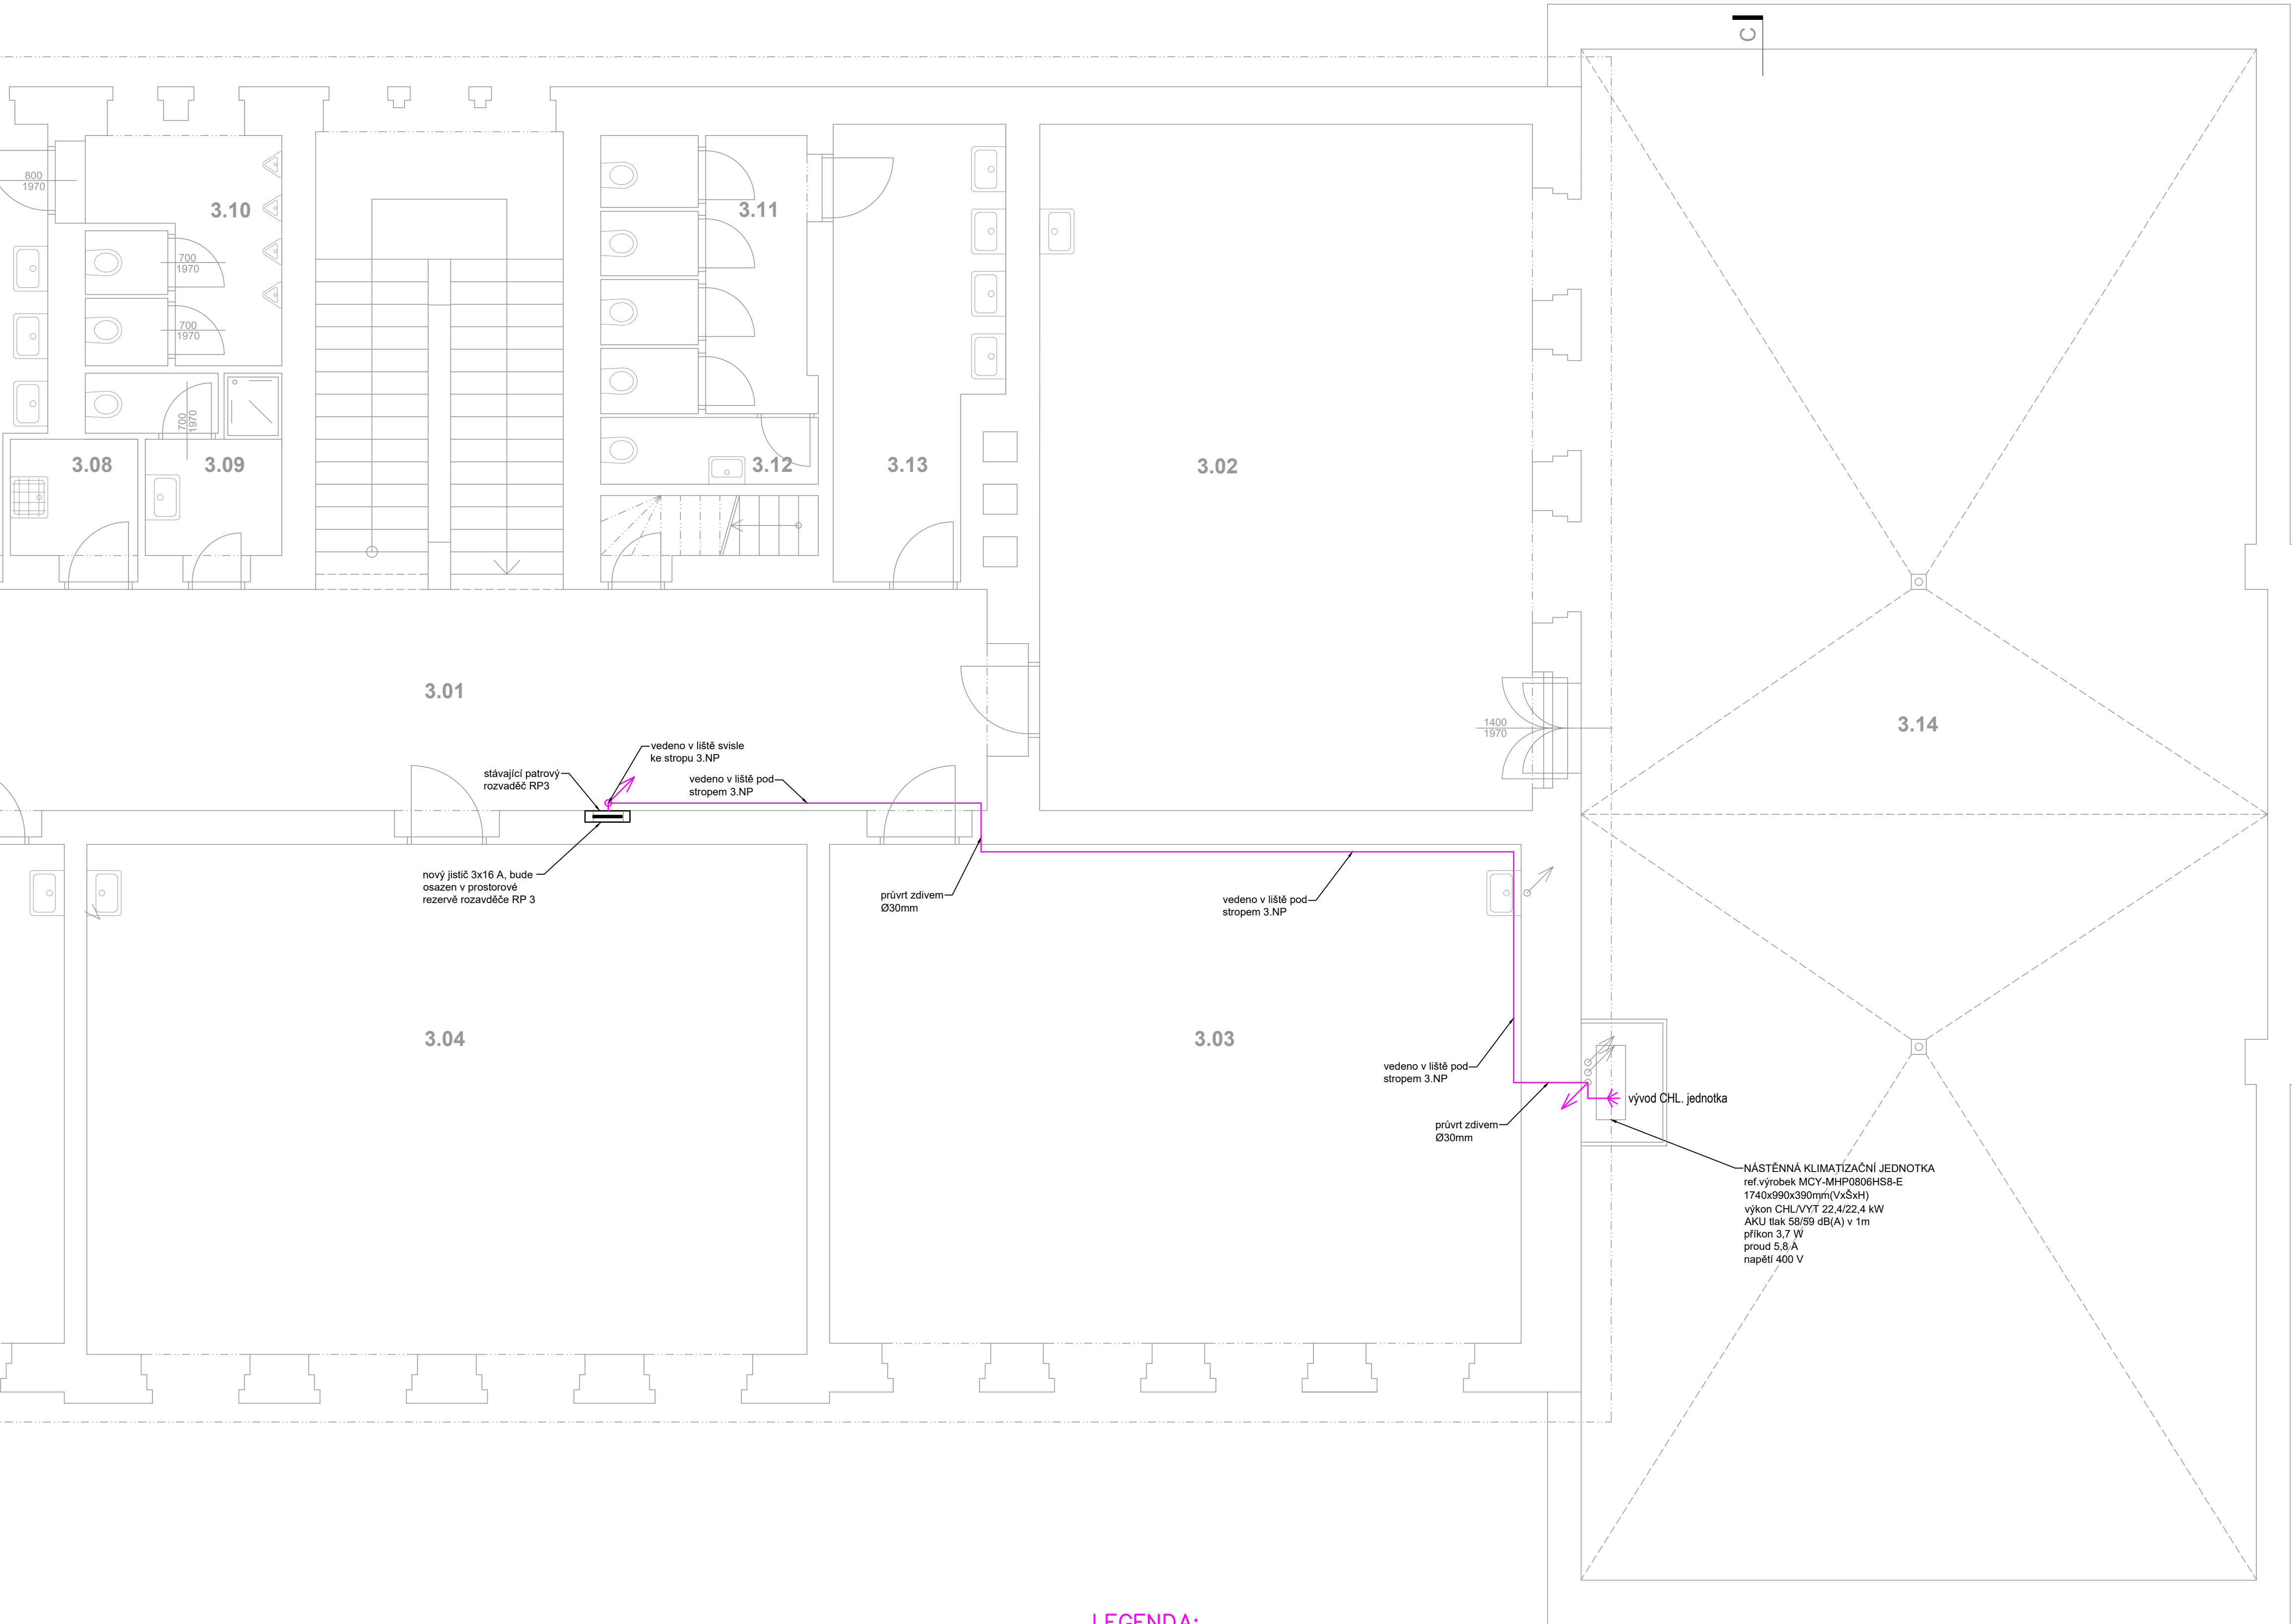 C
800
1970
3.10
3.11
700
1970
700
1970
700
1970
3.08
3.09
3.12
3.13
3.02
3.01
1400
1970
3.14
vedeno v liště svisle
ke stropu 3.NP
stávající patrový
rozvaděč RP3
vedeno v liště pod
stropem 3.NP
nový jistič 3x16 A, bude
osazen v prostorové
rezervě rozavděče RP 3
průvrt zdivem
Ø30mm
vedeno v liště pod
stropem 3.NP
3.04
3.03
vedeno v liště pod
stropem 3.NP
vývod CHL. jednotka
průvrt zdivem
Ø30mm
NÁSTĚNNÁ KLIMATIZAČNÍ JEDNOTKA
ref.výrobek MCY-MHP0806HS8-E
1740x990x390mm(VxŠxH)
výkon CHL/VYT 22,4/22,4 kW
AKU tlak 58/59 dB(A) v 1m
příkon 3,7 W
proud 5,8 A
napětí 400 V
LEGENDA: